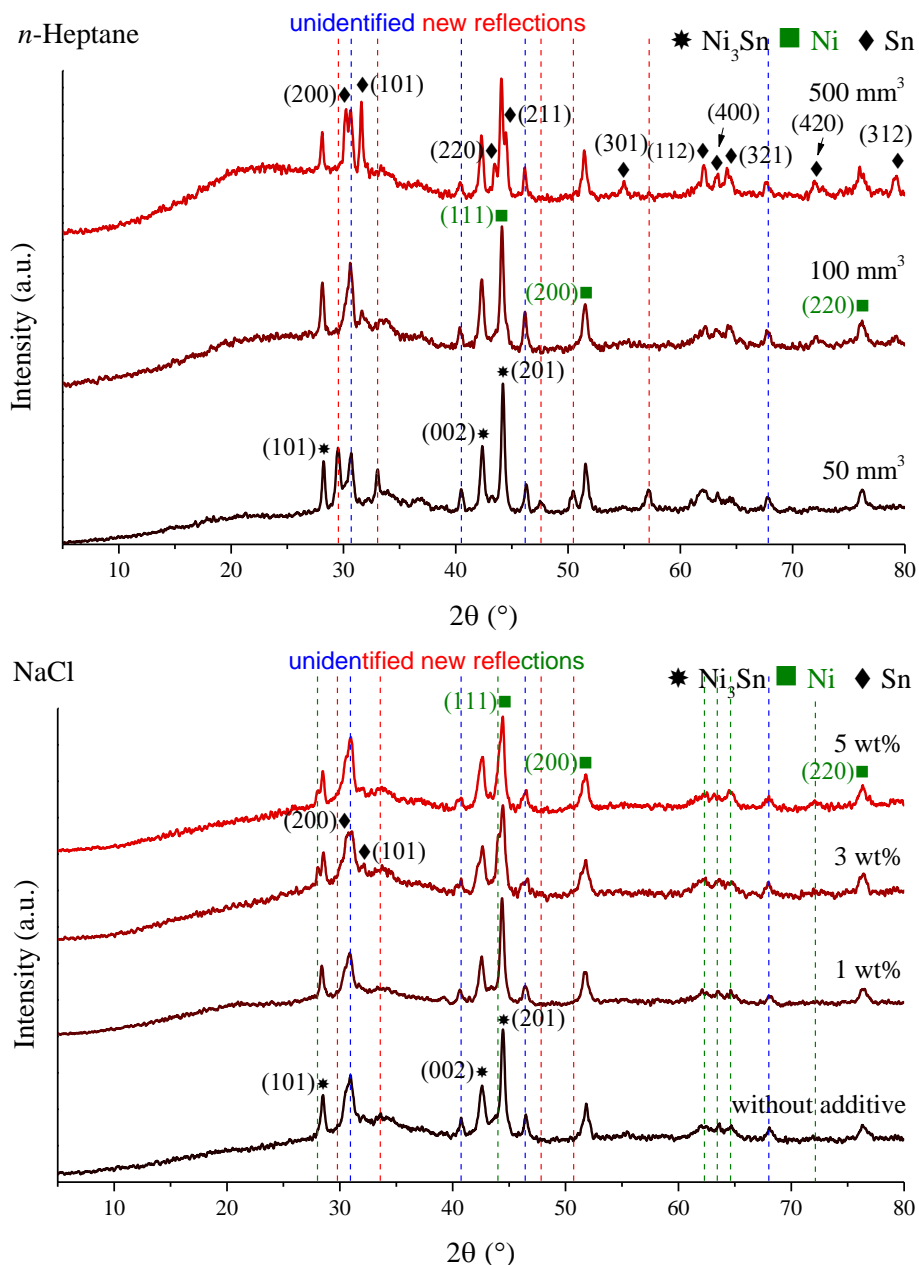 unidentified new reflections
n-Heptane
✷ Ni₃Sn ■ Ni ◆ Sn
500 mm³
(200) ◆ ◆ (101)
(400)
◆ (211)
(420)
(312)
(220)
(301)
(112)
(321)
(111) ■
100 mm³
(200) ■
(220) ■
✷ (201)
(101) ✷
(002) ✷
50 mm³
Intensity (a.u.)
10 20 30 40 50 60 70 80
2θ (°)
unidentified new reflections
NaCl
✷ Ni₃Sn ■ Ni ◆ Sn
(111) ■
5 wt%
(200) ■
(220) ■
(200) ◆
◆ (101)
3 wt%
1 wt%
✷ (201)
(101) ✷
(002) ✷
without additive
Intensity (a.u.)
10 20 30 40 50 60 70 80
2θ (°)